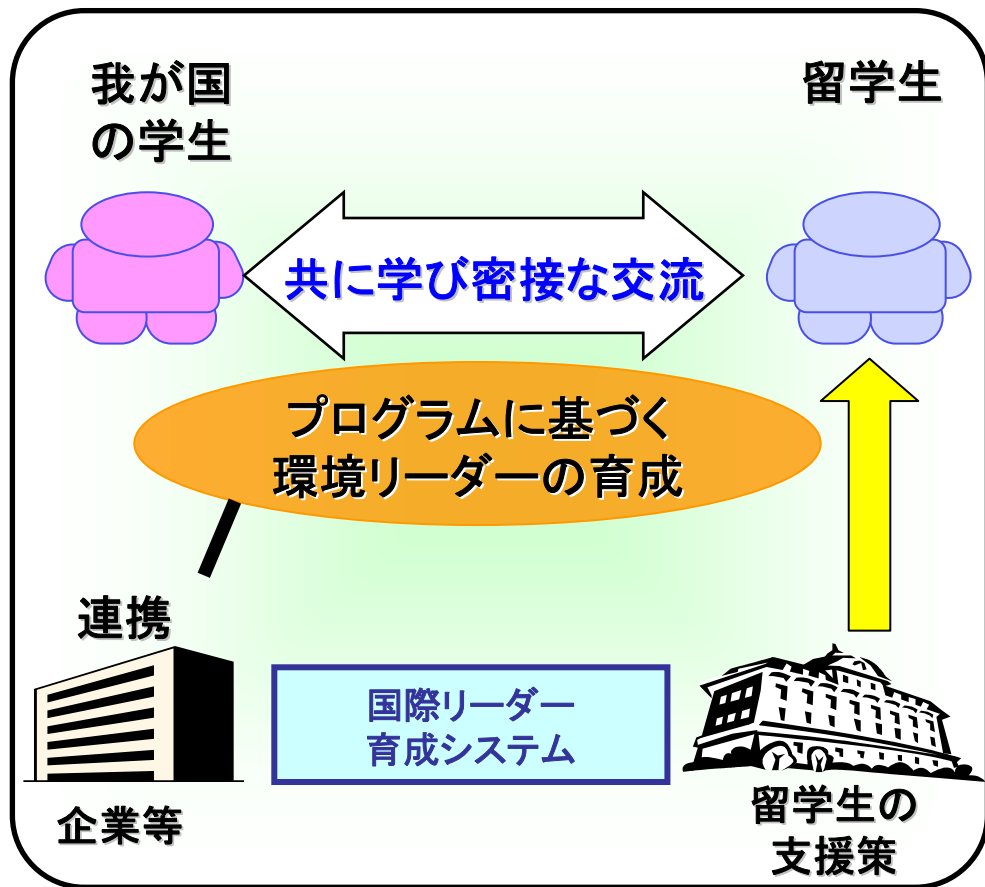 我が国
の学生
留学生
共に学び密接な交流
プログラムに基づく
環境リーダーの育成
連携
国際リーダー
育成システム
企業等
留学生の
支援策